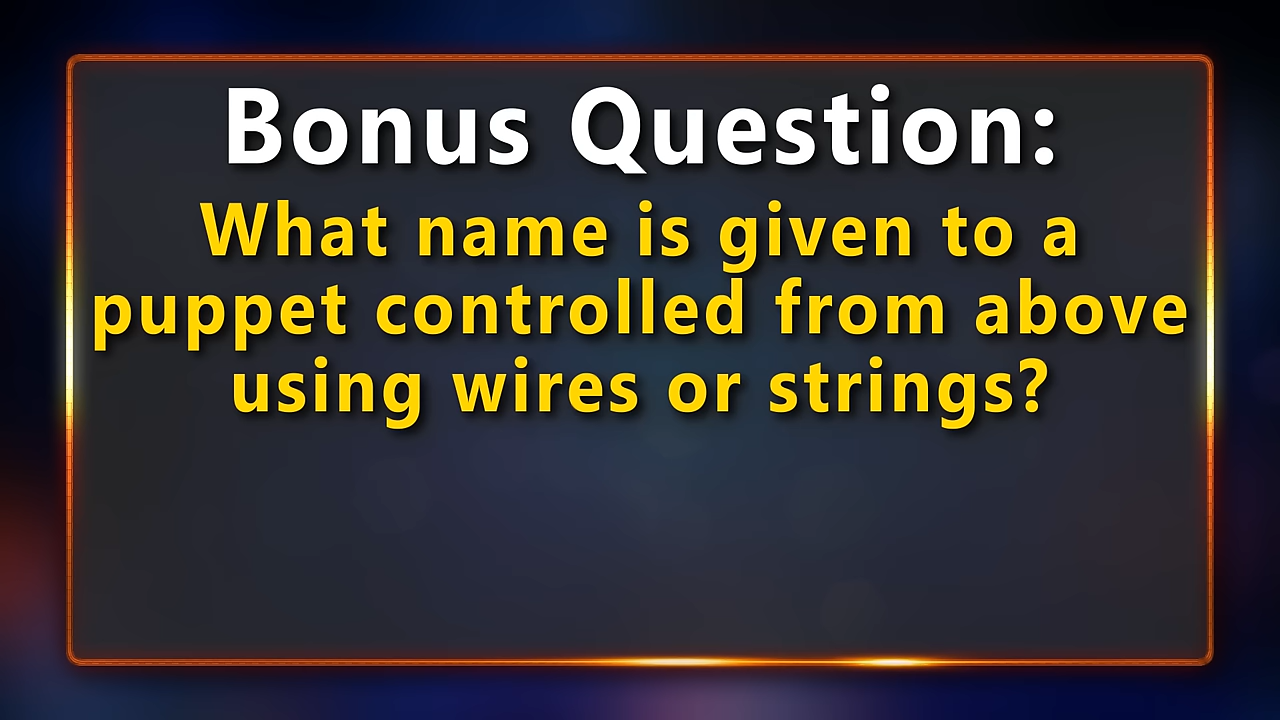 Bonus Question:
What name is given to a
puppet controlled from above
using wires or strings?